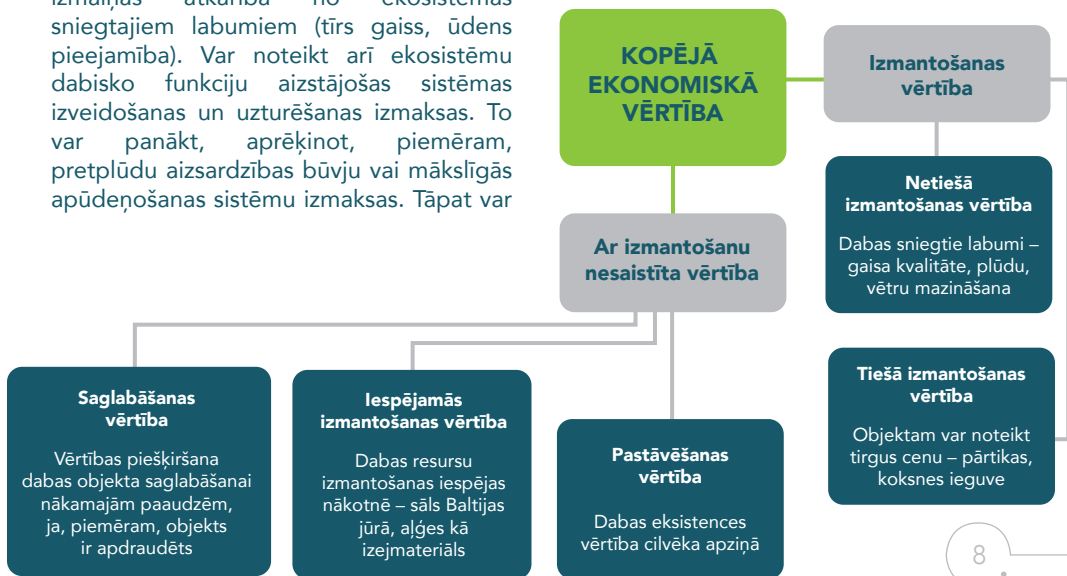 izmaiņas atkarībā no ekosistēmas
sniegtajiem labumiem (tīrs gaiss, ūdens
pieejamība). Var noteikt arī ekosistēmu
dabisko funkciju aizstājošas sistēmas
izveidošanas un uzturēšanas izmaksas. To
var panākt, aprēķinot, piemēram,
pretplūdu aizsardzības būvju vai mākslīgās
apūdeņošanas sistēmu izmaksas. Tāpat var
KOPĒJĀ
EKONOMISKĀ
VĒRTĪBA
Izmantošanas
vērtība
Netiešā
izmantošanas vērtība
Dabas sniegtie labumi –
gaisa kvalitāte, plūdu,
vētru mazināšana
Ar izmantošanu
nesaistīta vērtība
Tiešā izmantošanas
vērtība
Objektam var noteikt
tirgus cenu – pārtikas,
koksnes ieguve
Saglabāšanas
vērtība
Vērtības piešķiršana
dabas objekta saglabāšanai
nākamajām paaudzēm,
ja, piemēram, objekts
ir apdraudēts
Iespējamās
izmantošanas vērtība
Dabas resursu
izmantošanas iespējas
nākotnē – sāls Baltijas
jūrā, aļģes kā
izejmateriāls
Pastāvēšanas
vērtība
Dabas eksistences
vērtība cilvēka apziņā
8